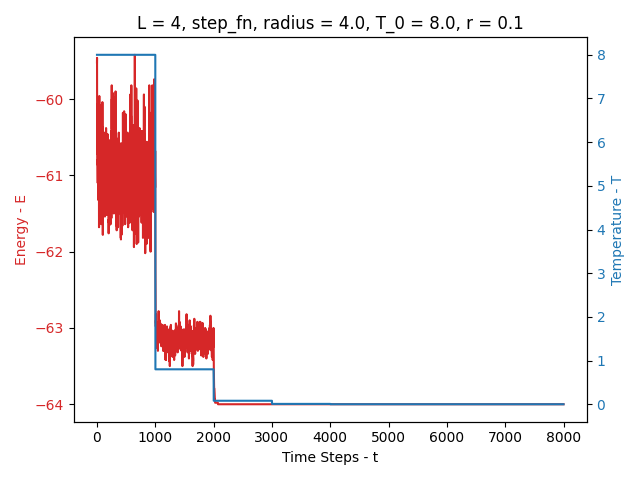 L = 4, step_fn, radius = 4.0, T_0 = 8.0, r = 0.1
Energy - E
−60
−61
−62
−63
−64
8
7
6
5
4
3
2
1
0
Temperature - T
0 1000 2000 3000 4000 5000 6000 7000 8000
Time Steps - t